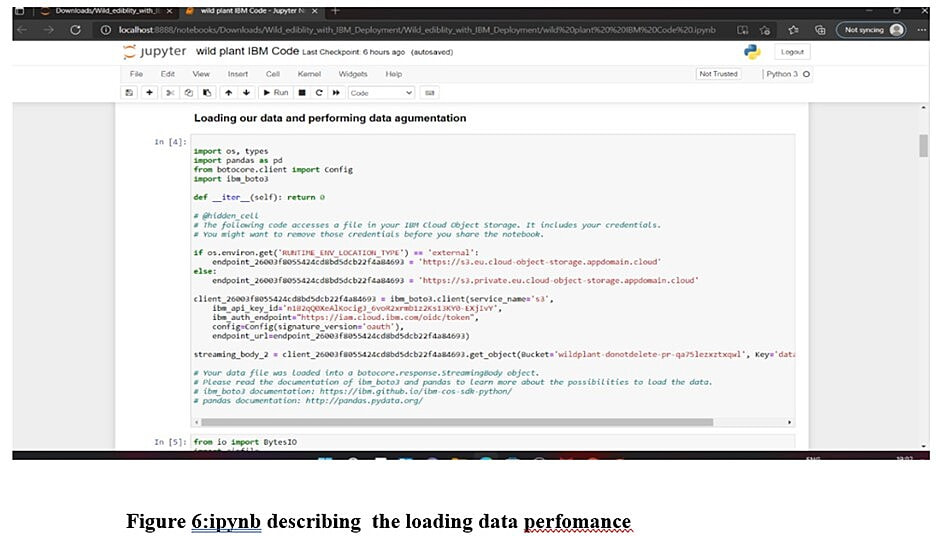 Downloads/Wild_ediblity_with_I
wild plant IBM Code - Jupyter N
localhost:8888/notebooks/Downloads/Wild_ediblity_with_IBM_Deployment/Wild_ediblity_with_IBM_Deployment/wild%20plant%20%20IBM%20Code%20.ipynb
Not syncing
jupyter wild plant IBM Code Last Checkpoint: 6 hours ago (autosaved)
Logout
File Edit View Insert Cell Kernel Widgets Help
Not Trusted
Python 3
Run
Code
Loading our data and performing data agumentation
In [4]:
import os, types
import pandas as pd
from botocore.client import Config
import ibm_boto3
def __iter__(self): return 0
# @hidden_cell
# The following code accesses a file in your IBM Cloud Object Storage. It includes your credentials.
# You might want to remove those credentials before you share the notebook.
if os.environ.get('RUNTIME_ENV_LOCATION_TYPE') == 'external':
endpoint_26003f8055424cd8bd5dcb22f4a84693 = 'https://s3.eu.cloud-object-storage.appdomain.cloud'
else:
endpoint_26003f8055424cd8bd5dcb22f4a84693 = 'https://s3.private.eu.cloud-object-storage.appdomain.cloud'
client_26003f8055424cd8bd5dcb22f4a84693 = ibm_boto3.client(service_name='s3',
ibm_api_key_id=
ibm_auth_endpoint="https://iam.cloud.ibm.com/oidc/token",
config=Config(signature_version='oauth'),
endpoint_url=endpoint_26003f8055424cd8bd5dcb22f4a84693)
streaming_body_2 = client_26003f8055424cd8bd5dcb22f4a84693.get_object(Bucket='wildplant-donotdelete-pr-qa75lezxztxqwl', Key='data
# Your data file was loaded into a botocore.response.StreamingBody object.
# Please read the documentation of ibm_boto3 and pandas to learn more about the possibilities to load the data.
# ibm_boto3 documentation: https://ibm.github.io/ibm-cos-sdk-python/
# pandas documentation: http://pandas.pydata.org/
In [5]:
from io import BytesIO
Figure 6:ipynb describing the loading data perfomance